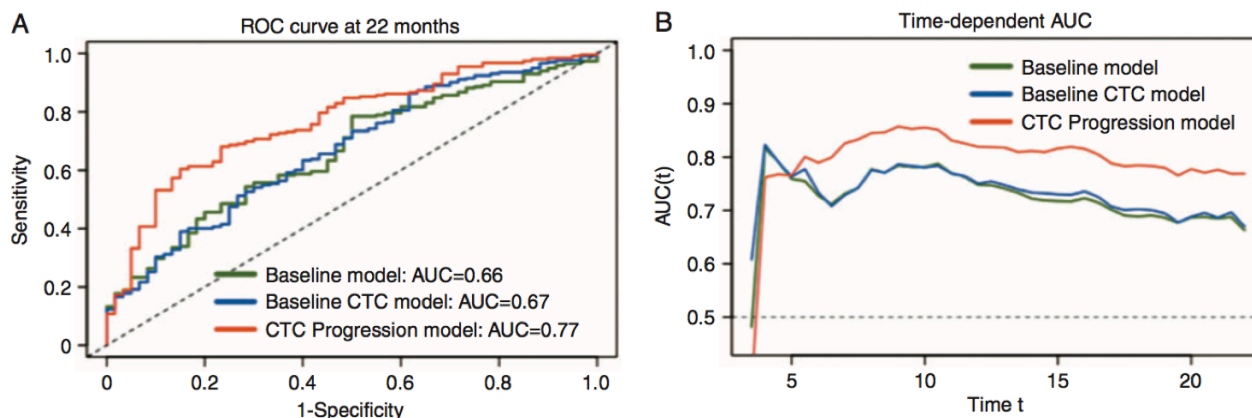 A
ROC curve at 22 months
Sensitivity
1.0
0.8
0.6
0.4
0.2
0
Baseline model: AUC=0.66
Baseline CTC model: AUC=0.67
CTC Progression model: AUC=0.77
0 0.2 0.4 0.6 0.8 1.0
1-Specificity
B
Time-dependent AUC
AUC(t)
1.0
0.9
0.8
0.7
0.6
0.5
Baseline model
Baseline CTC model
CTC Progression model
5 10 15 20
Time t